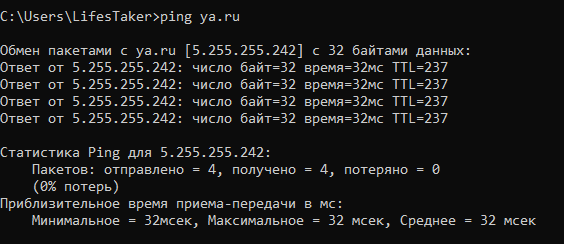 C:\Users\LifesTaker>ping ya.ru
Обмен пакетами с ya.ru [5.255.255.242] с 32 байтами данных:
Ответ от 5.255.255.242: число байт=32 время=32мс TTL=237
Ответ от 5.255.255.242: число байт=32 время=32мс TTL=237
Ответ от 5.255.255.242: число байт=32 время=32мс TTL=237
Ответ от 5.255.255.242: число байт=32 время=32мс TTL=237
Статистика Ping для 5.255.255.242:
Пакетов: отправлено = 4, получено = 4, потеряно = 0
(0% потерь)
Приблизительное время приема-передачи в мс:
Минимальное = 32мсек, Максимальное = 32 мсек, Среднее = 32 мсек